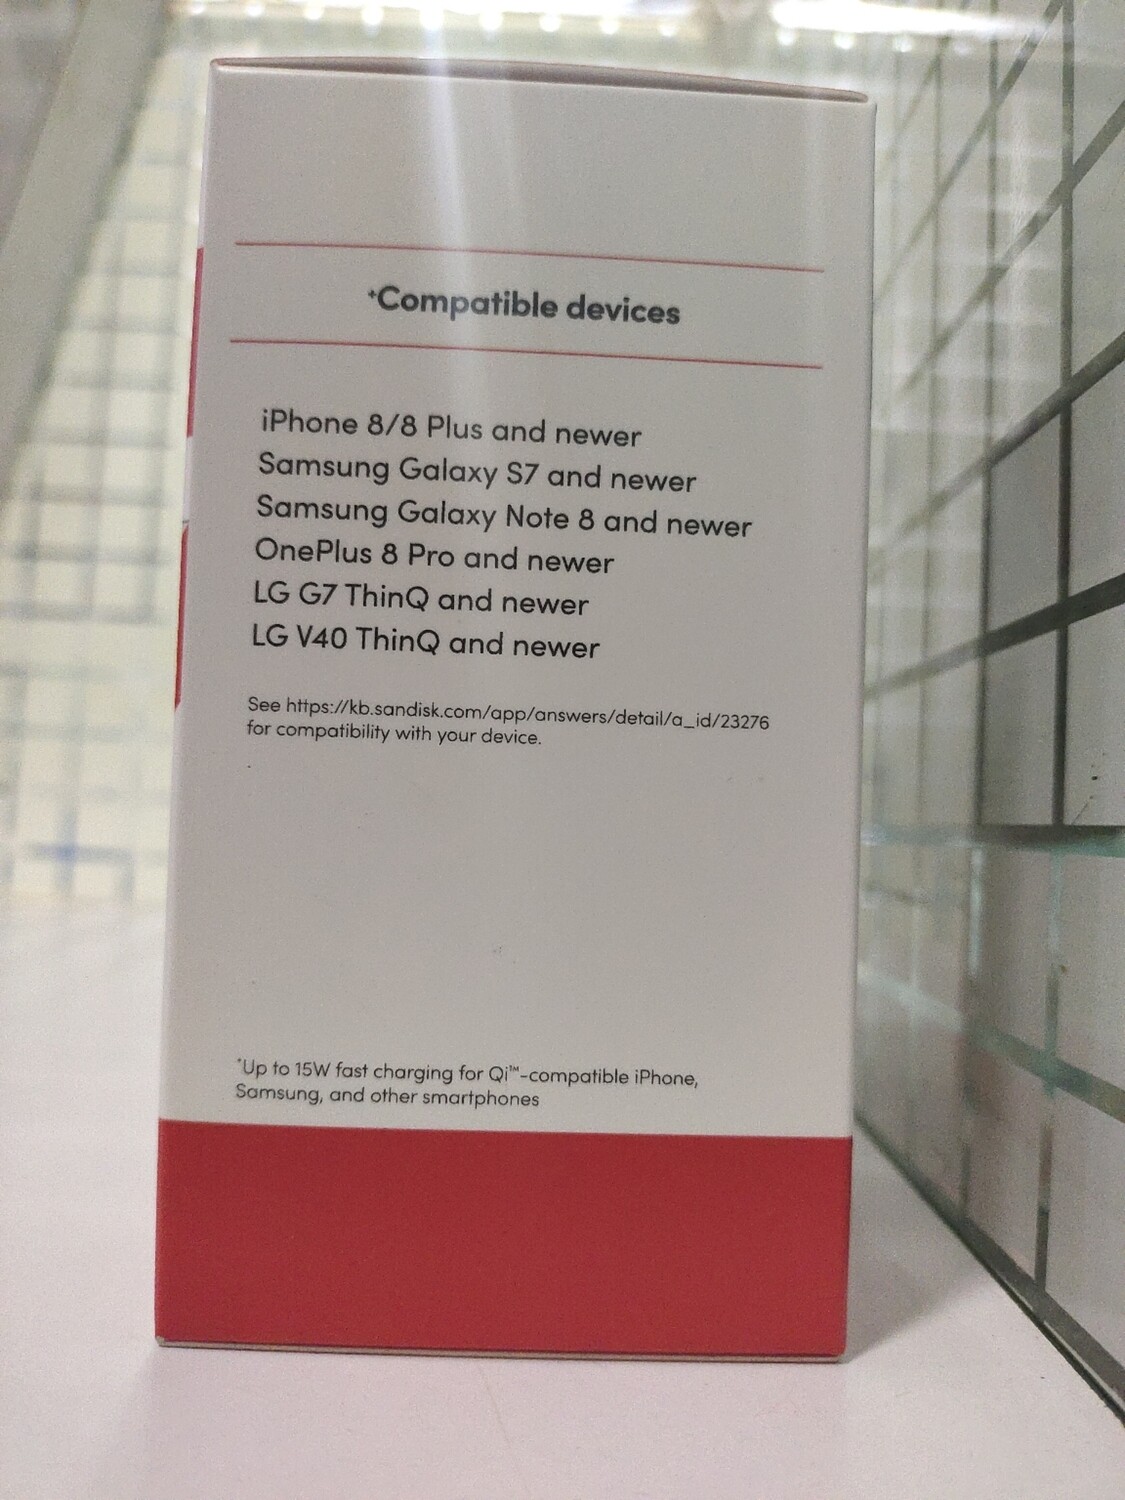 ⁺Compatible devices
iPhone 8/8 Plus and newer
Samsung Galaxy S7 and newer
Samsung Galaxy Note 8 and newer
OnePlus 8 Pro and newer
LG G7 ThinQ and newer
LG V40 ThinQ and newer
See https://kb.sandisk.com/app/answers/detail/a_id/23276
for compatibility with your device.
*Up to 15W fast charging for Qi™-compatible iPhone,
Samsung, and other smartphones